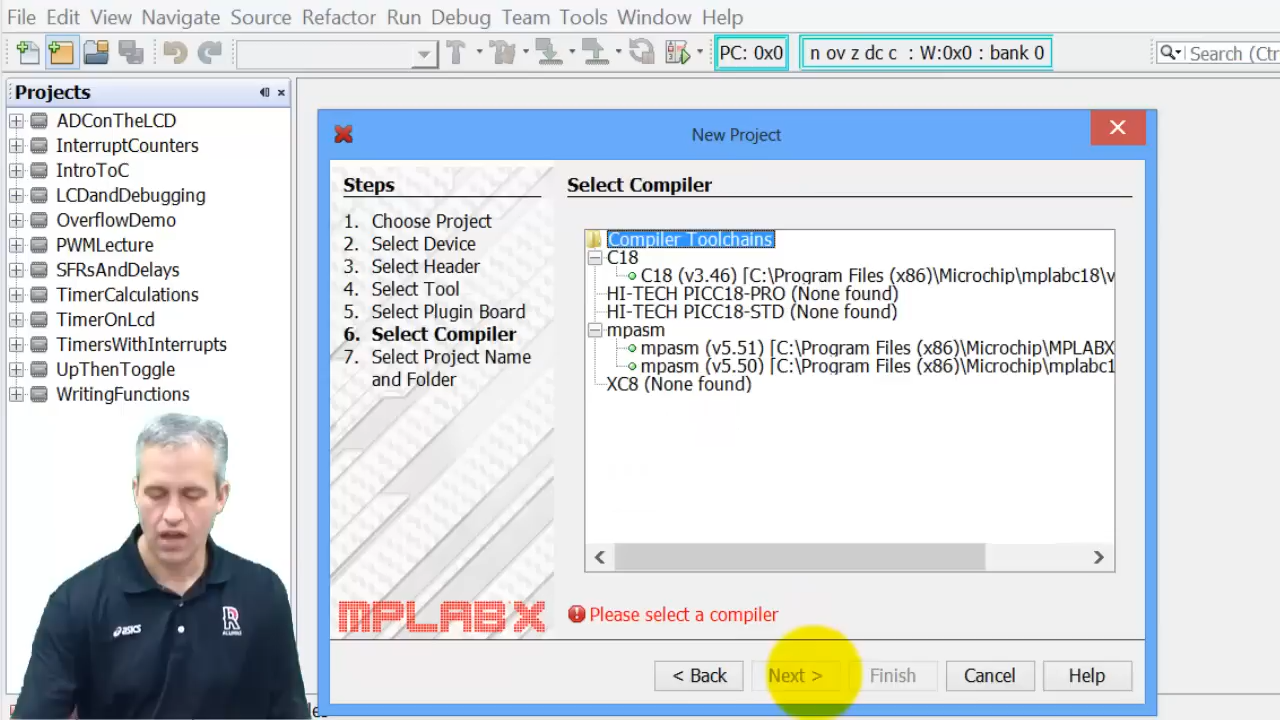 File Edit View Navigate Source Refactor Run Debug Team Tools Window Help
PC: 0x0 n ov z dc c : W:0x0 : bank 0 Search (Ctr
Projects
ADConTheLCD
InterruptCounters
IntroToC
LCDandDebugging
OverflowDemo
PWMLecture
SFRsAndDelays
TimerCalculations
TimerOnLcd
TimersWithInterrupts
UpThenToggle
WritingFunctions
New Project
Steps
1. Choose Project
2. Select Device
3. Select Header
4. Select Tool
5. Select Plugin Board
6. Select Compiler
7. Select Project Name
and Folder
MPLAB X
Select Compiler
Compiler Toolchains
C18
C18 (v3.46) [C:\Program Files (x86)\Microchip\mplabc18\v
HI-TECH PICC18-PRO (None found)
HI-TECH PICC18-STD (None found)
mpasm
mpasm (v5.51) [C:\Program Files (x86)\Microchip\MPLABX
mpasm (v5.50) [C:\Program Files (x86)\Microchip\mplabc1
XC8 (None found)
Please select a compiler
< Back Next > Finish Cancel Help
asics
R
ALUMNI